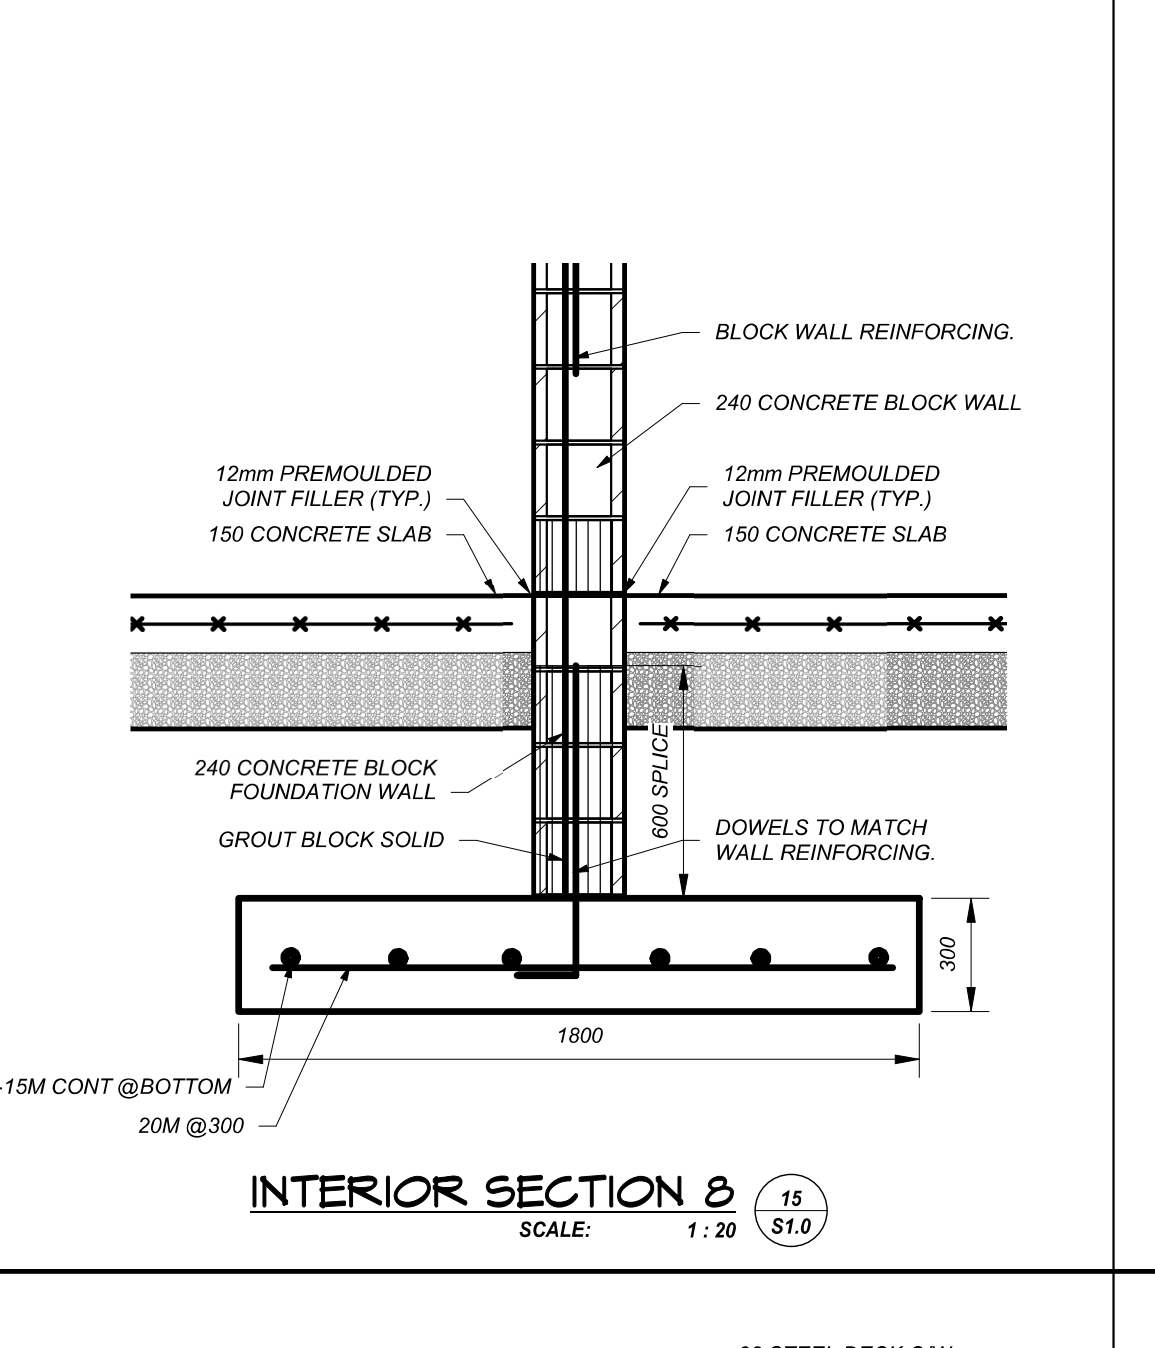 BLOCK WALL REINFORCING.
240 CONCRETE BLOCK WALL
12mm PREMOULDED
JOINT FILLER (TYP.)
150 CONCRETE SLAB
12mm PREMOULDED
JOINT FILLER (TYP.)
150 CONCRETE SLAB
240 CONCRETE BLOCK
FOUNDATION WALL
GROUT BLOCK SOLID
600 SPLICE
DOWELS TO MATCH
WALL REINFORCING.
300
1800
-15M CONT @BOTTOM
20M @300
INTERIOR SECTION 8
SCALE: 1 : 20
15
S1.0